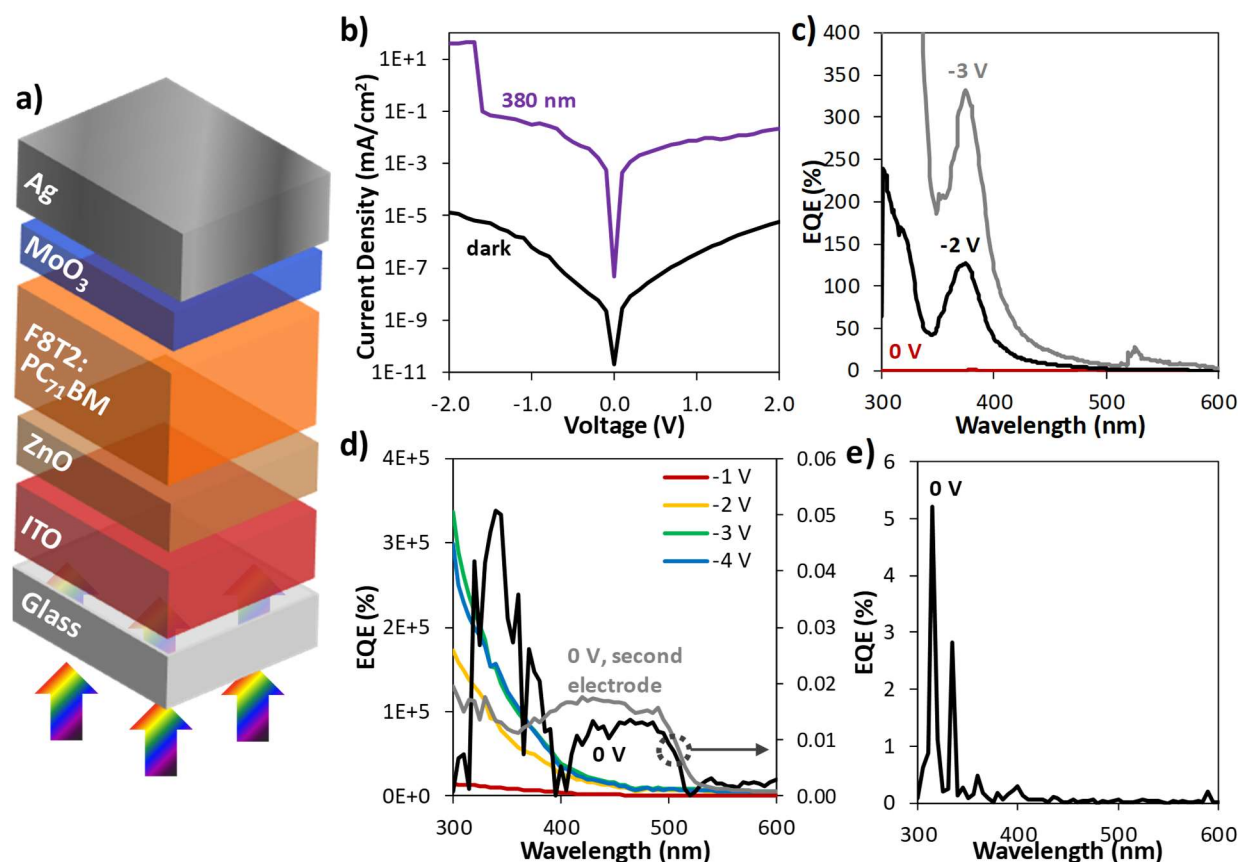 a)
Ag
MoO₃
F8T2:
PC₇₁BM
ZnO
ITO
Glass
b)
1E+1
1E-1
1E-3
1E-5
1E-7
1E-9
1E-11
Current Density (mA/cm²)
380 nm
dark
-2.0
-1.0
0.0
1.0
2.0
Voltage (V)
c)
400
350
300
250
200
150
100
50
0
EQE (%)
-3 V
-2 V
0 V
300
400
500
600
Wavelength (nm)
d)
4E+5
3E+5
2E+5
1E+5
0E+0
EQE (%)
-1 V
-2 V
-3 V
-4 V
0 V, second
electrode
0 V
0.06
0.05
0.04
0.03
0.02
0.01
0.00
300
400
500
600
Wavelength (nm)
e)
6
5
4
3
2
1
0
EQE (%)
0 V
300
400
500
600
Wavelength (nm)